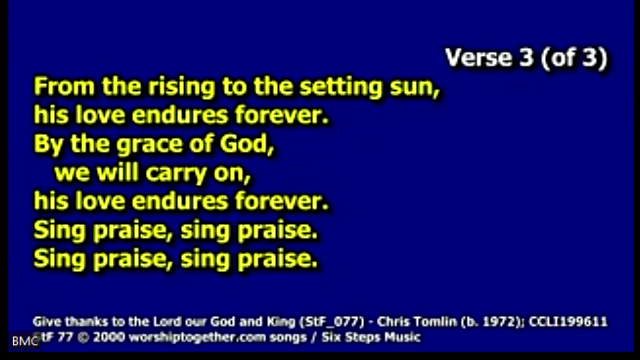 Verse 3 (of 3)
From the rising to the setting sun,
his love endures forever.
By the grace of God,
we will carry on,
his love endures forever.
Sing praise, sing praise.
Sing praise, sing praise.
Give thanks to the Lord our God and King (StF_077) - Chris Tomlin (b. 1972); CCLI199611
BMC
StF 77 © 2000 worshiptogether.com songs / Six Steps Music